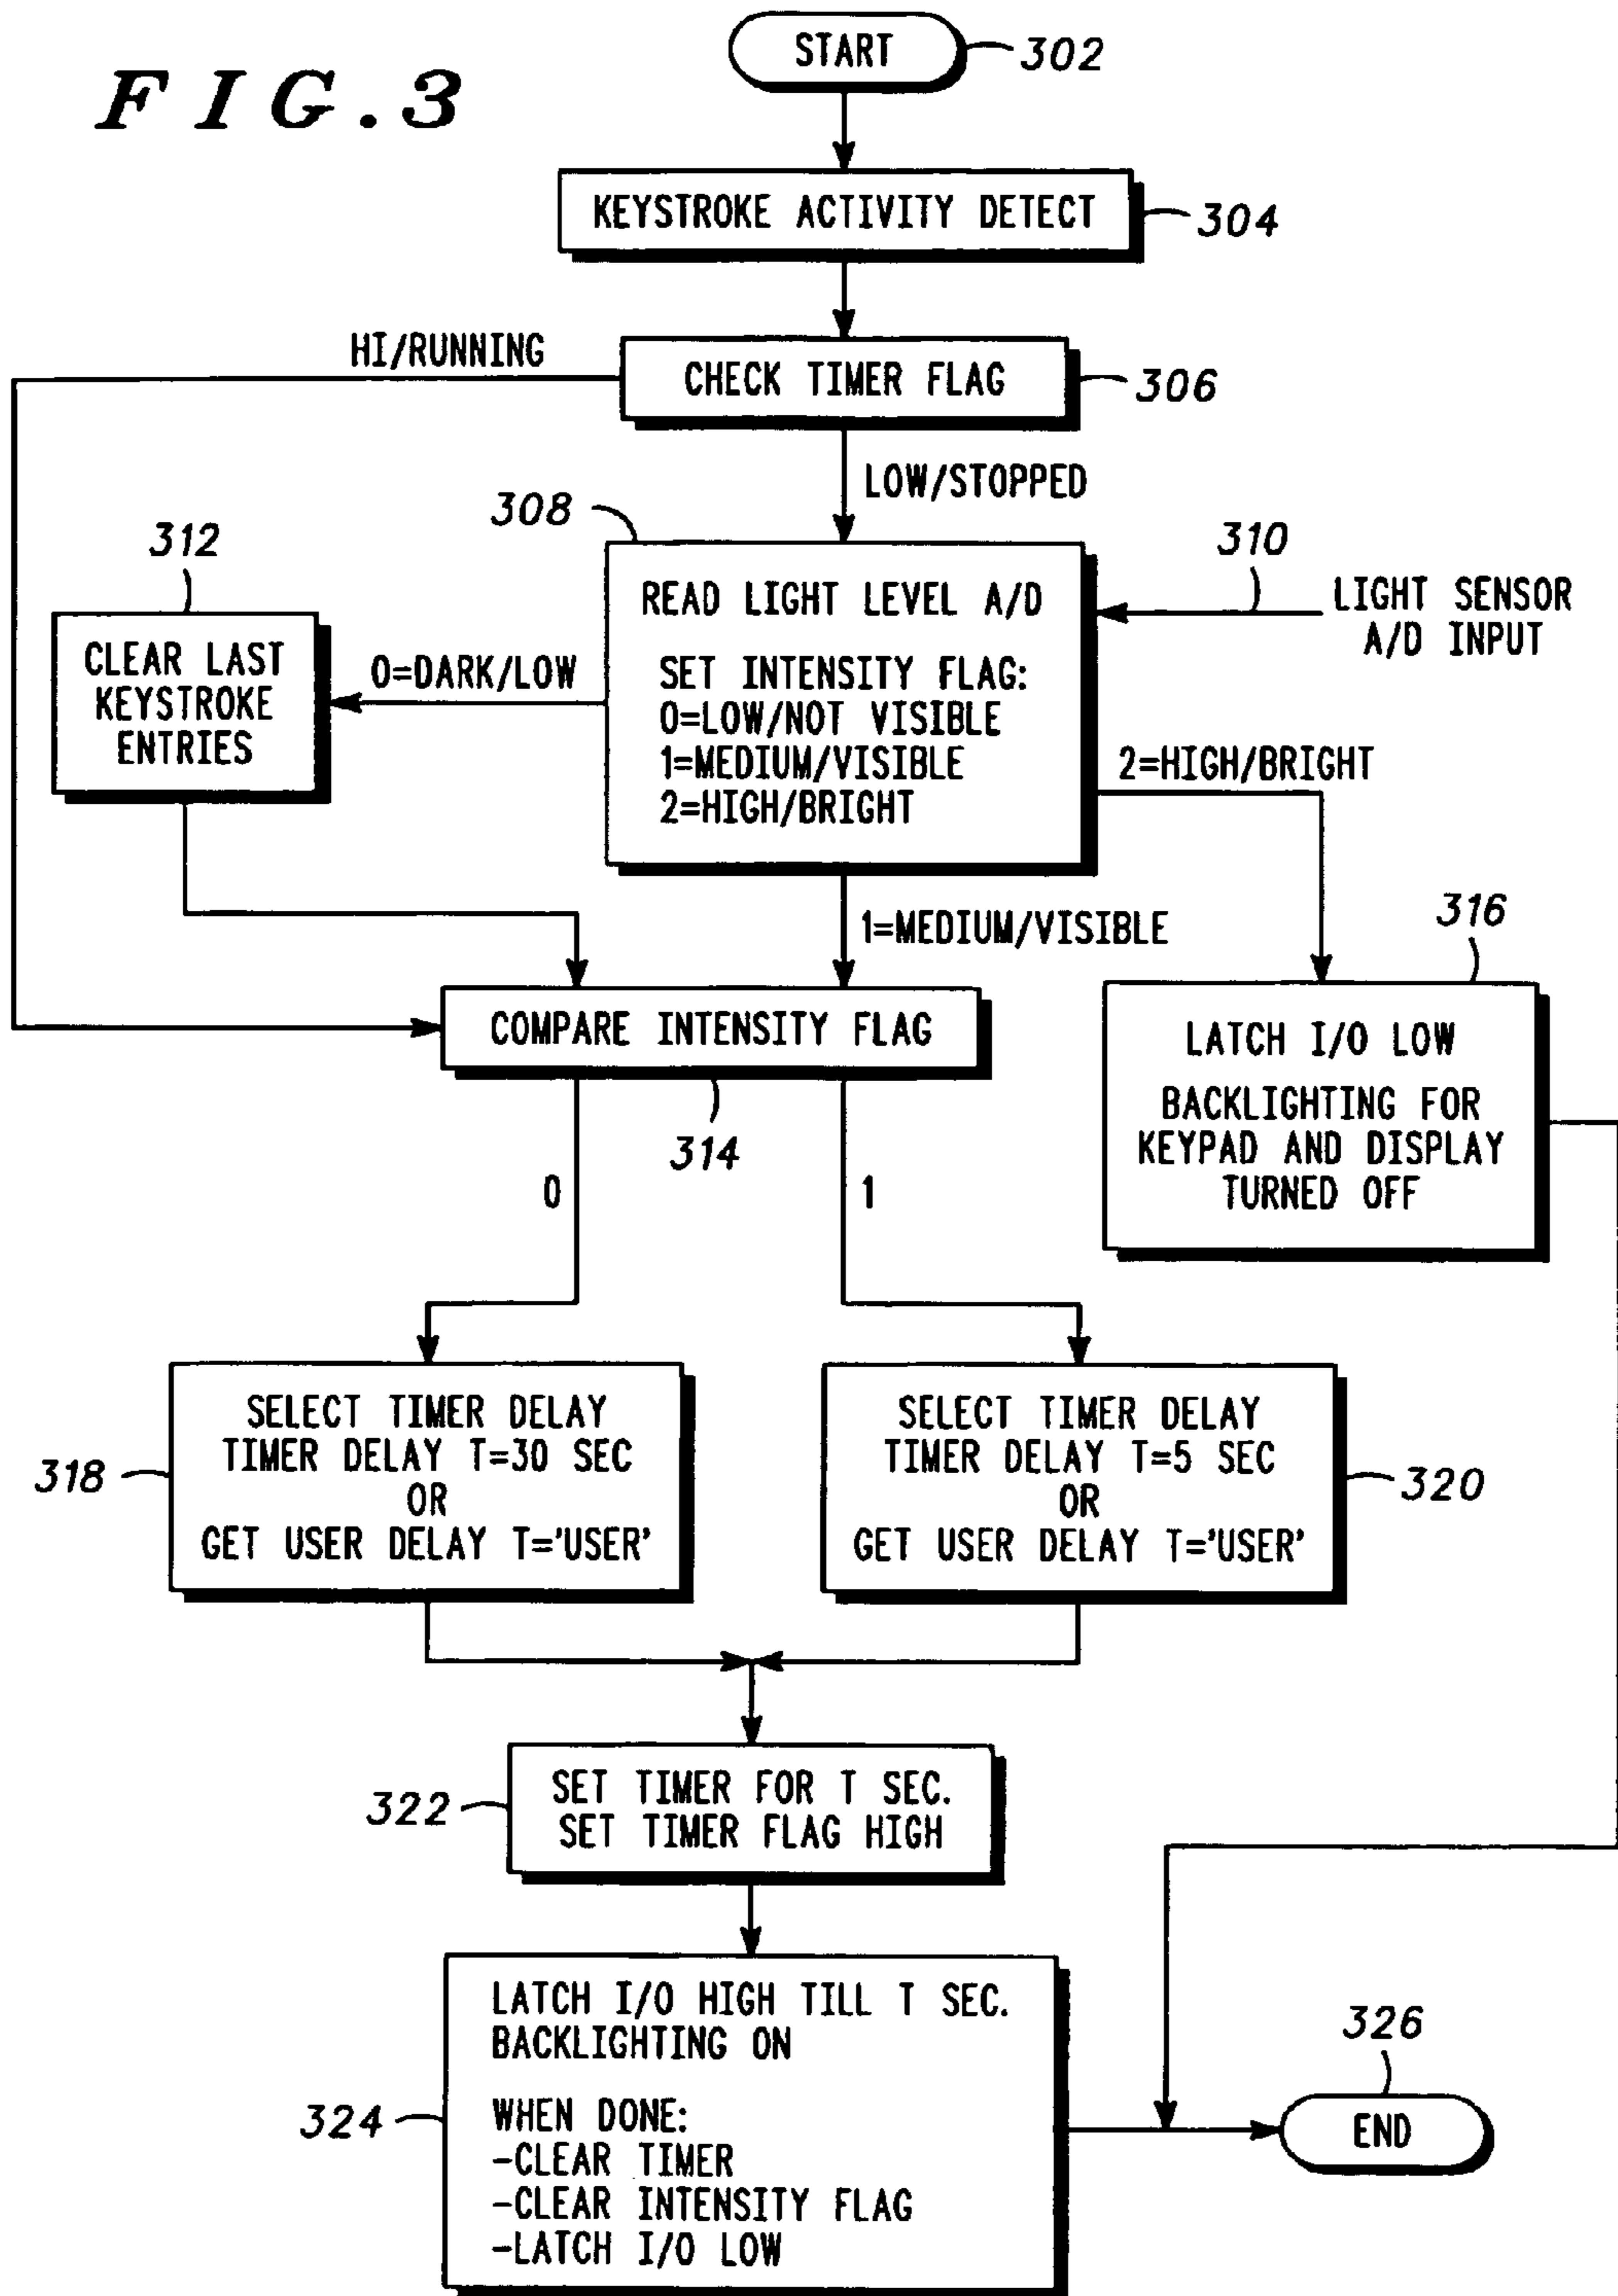 FIG.3
START
302
KEYSTROKE ACTIVITY DETECT
304
HI/RUNNING
CHECK TIMER FLAG
306
LOW/STOPPED
308
312
310
READ LIGHT LEVEL A/D
SET INTENSITY FLAG:
0=LOW/NOT VISIBLE
1=MEDIUM/VISIBLE
2=HIGH/BRIGHT
LIGHT SENSOR
A/D INPUT
CLEAR LAST
KEYSTROKE
ENTRIES
0=DARK/LOW
2=HIGH/BRIGHT
1=MEDIUM/VISIBLE
316
COMPARE INTENSITY FLAG
314
LATCH I/O LOW
BACKLIGHTING FOR
KEYPAD AND DISPLAY
TURNED OFF
0
1
318
SELECT TIMER DELAY
TIMER DELAY T=30 SEC
OR
GET USER DELAY T='USER'
SELECT TIMER DELAY
TIMER DELAY T=5 SEC
OR
GET USER DELAY T='USER'
320
322
SET TIMER FOR T SEC.
SET TIMER FLAG HIGH
324
LATCH I/O HIGH TILL T SEC.
BACKLIGHTING ON
WHEN DONE:
-CLEAR TIMER
-CLEAR INTENSITY FLAG
-LATCH I/O LOW
326
END